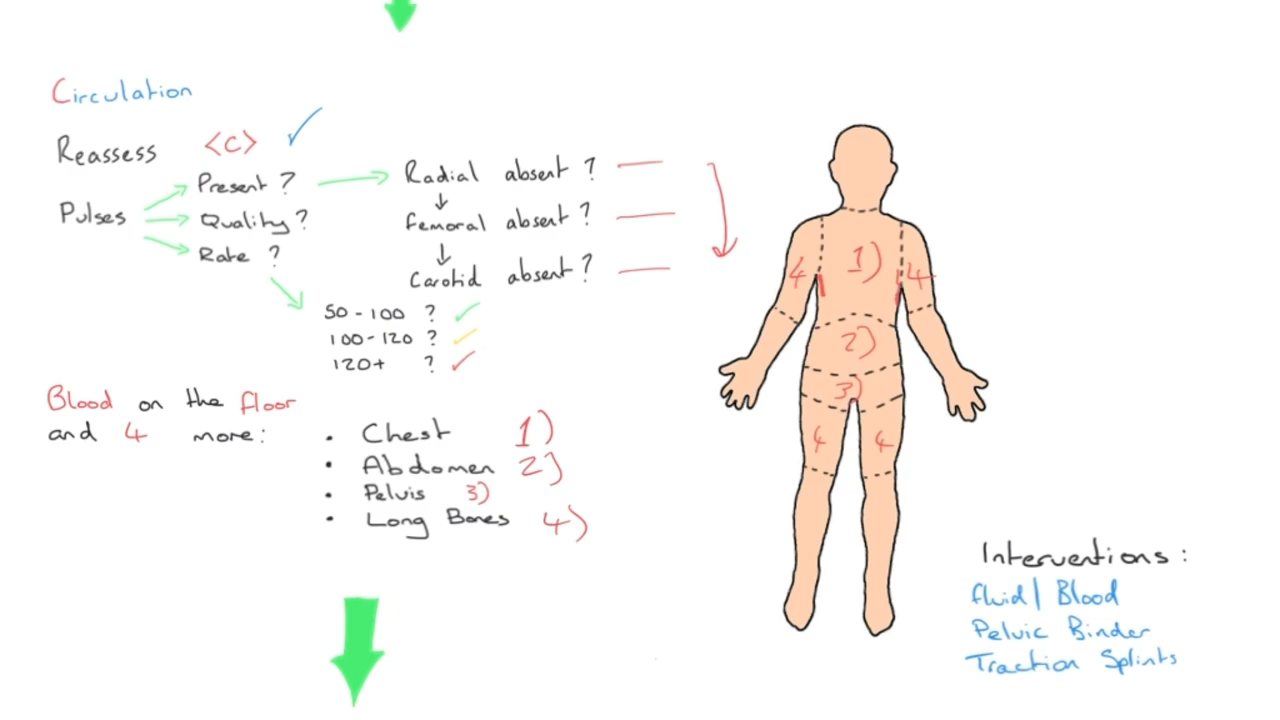 Circulation
Reassess <C>
Pulses
Present ?
Quality ?
Rate ?
Radial absent ?
Femoral absent ?
Carotid absent ?
50 - 100 ?
100 - 120 ?
120+ ?
Blood on the floor
and 4 more:
• Chest 1)
• Abdomen 2)
• Pelvis 3)
• Long Bones 4)
4 1) 4
2)
3)
4 4
Interventions :
Fluid | Blood
Pelvic Binder
Traction Splints